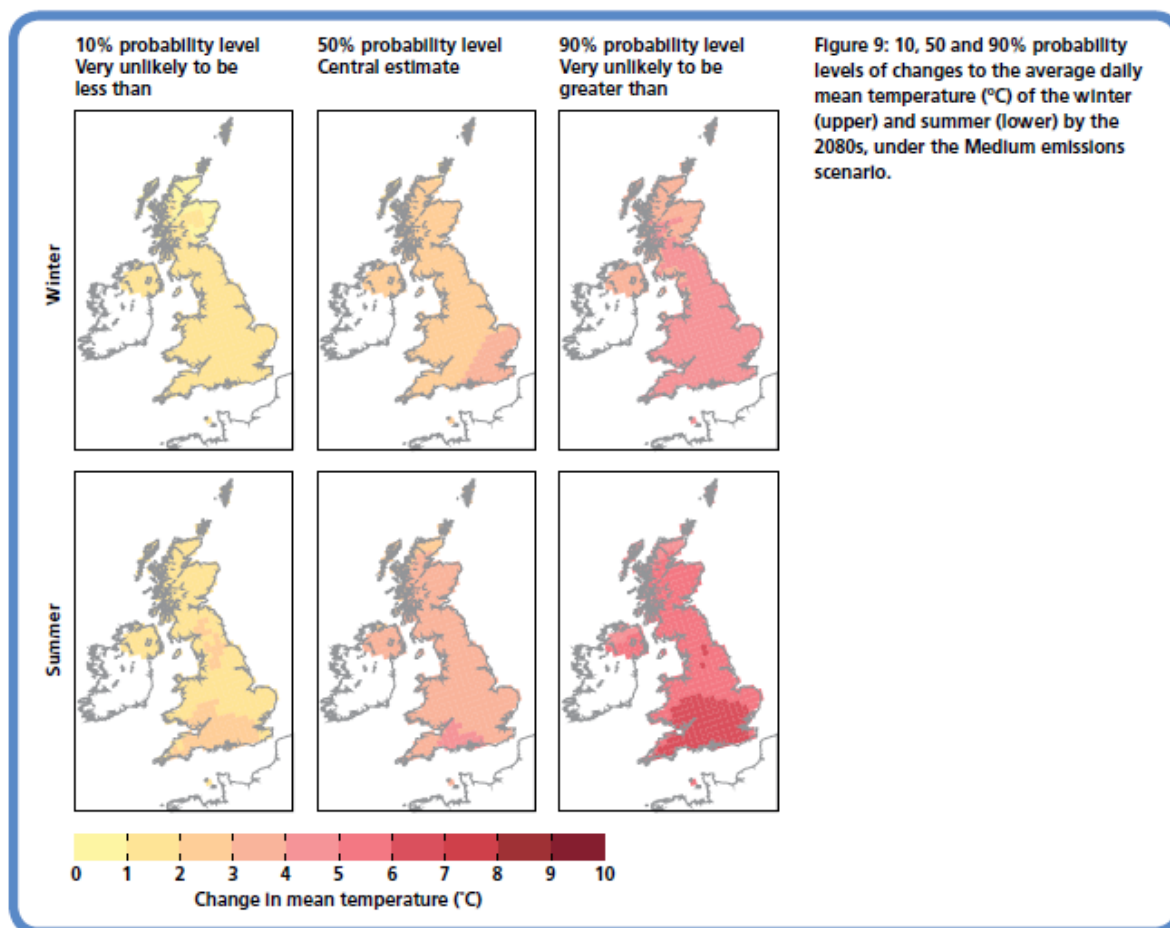 10% probability level
Very unlikely to be
less than
50% probability level
Central estimate
90% probability level
Very unlikely to be
greater than
Figure 9: 10, 50 and 90% probability
levels of changes to the average daily
mean temperature (ºC) of the winter
(upper) and summer (lower) by the
2080s, under the Medium emissions
scenario.
Winter
Summer
0 1 2 3 4 5 6 7 8 9 10
Change in mean temperature (˚C)